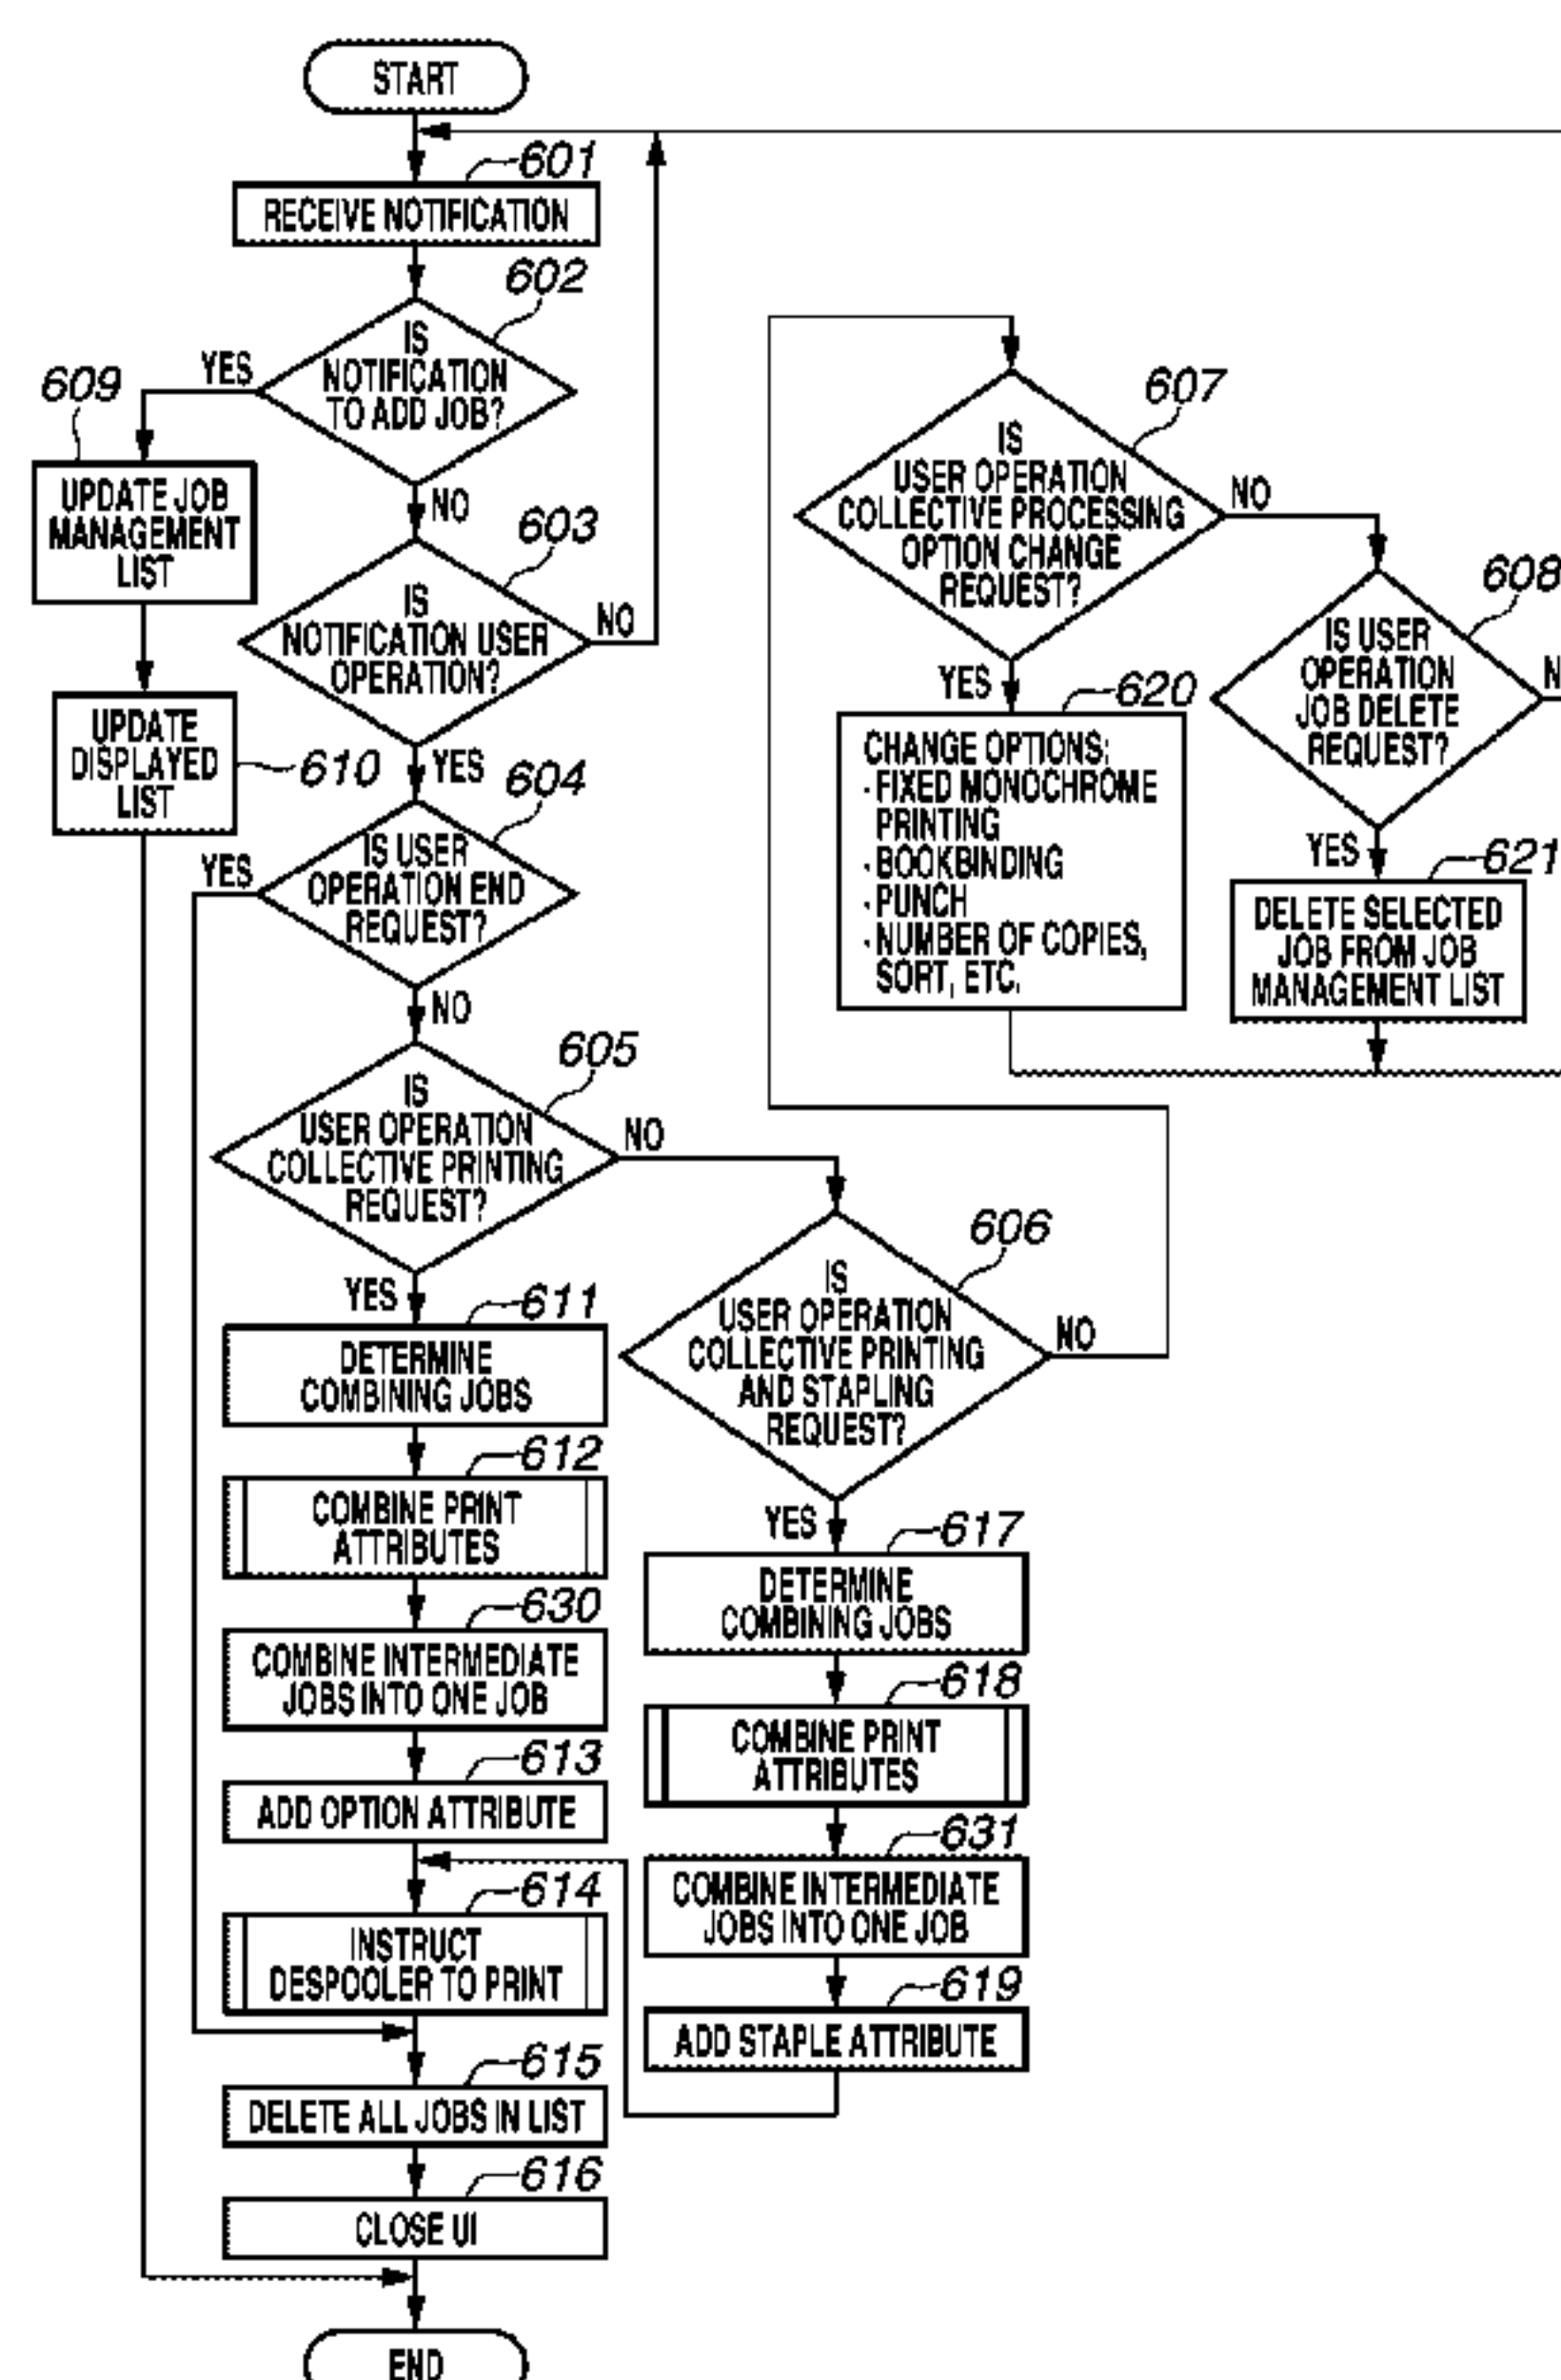 START
601
RECEIVE NOTIFICATION
602
IS
NOTIFICATION
TO ADD JOB?
YES
NO
609
UPDATE JOB
MANAGEMENT
LIST
610
UPDATE
DISPLAYED
LIST
603
IS
NOTIFICATION USER
OPERATION?
NO
YES
604
IS USER
OPERATION END
REQUEST?
YES
NO
605
IS
USER OPERATION
COLLECTIVE PRINTING
REQUEST?
NO
YES
611
DETERMINE
COMBINING JOBS
612
COMBINE PRINT
ATTRIBUTES
630
COMBINE INTERMEDIATE
JOBS INTO ONE JOB
613
ADD OPTION ATTRIBUTE
614
INSTRUCT
DESPOOLER TO PRINT
615
DELETE ALL JOBS IN LIST
616
CLOSE UI
END
606
IS
USER OPERATION
COLLECTIVE PRINTING
AND STAPLING
REQUEST?
NO
YES
617
DETERMINE
COMBINING JOBS
618
COMBINE PRINT
ATTRIBUTES
631
COMBINE INTERMEDIATE
JOBS INTO ONE JOB
619
ADD STAPLE ATTRIBUTE
607
IS
USER OPERATION
COLLECTIVE PROCESSING
OPTION CHANGE
REQUEST?
NO
YES
620
CHANGE OPTIONS:
· FIXED MONOCHROME
PRINTING
· BOOKBINDING
· PUNCH
· NUMBER OF COPIES,
SORT, ETC.
608
IS USER
OPERATION
JOB DELETE
REQUEST?
N
YES
621
DELETE SELECTED
JOB FROM JOB
MANAGEMENT LIST